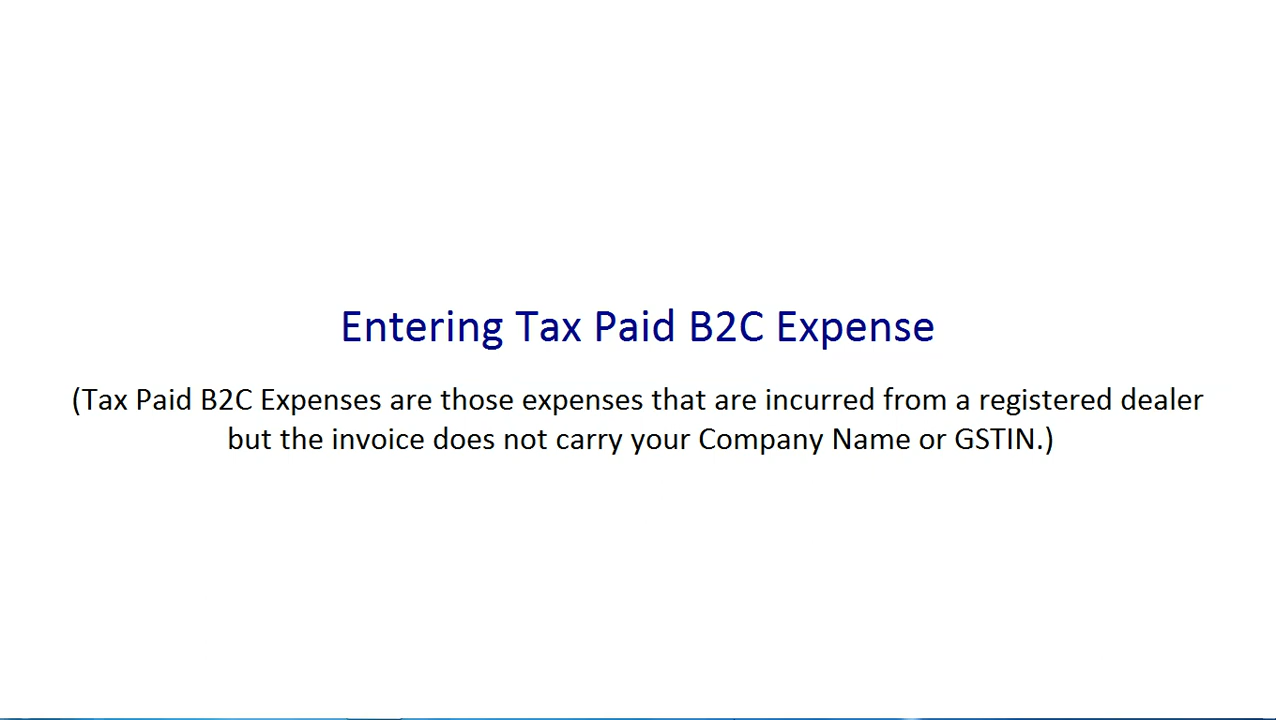 Entering Tax Paid B2C Expense
(Tax Paid B2C Expenses are those expenses that are incurred from a registered dealer
but the invoice does not carry your Company Name or GSTIN.)